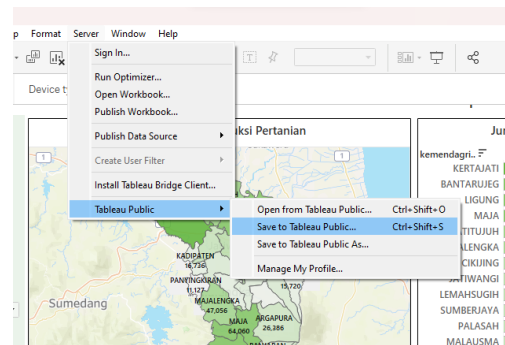 Format Server Window Help
Sign In...
Run Optimizer...
Open Workbook...
Publish Workbook...
Publish Data Source
Create User Filter
Install Tableau Bridge Client...
Tableau Public
Open from Tableau Public... Ctrl+Shift+O
Save to Tableau Public... Ctrl+Shift+S
Save to Tableau Public As...
Manage My Profile...
Device
ksi Pertanian
1
1
KADIPATEN
16,736
PANYINGKIRAN
11,127
15,720
MAJALENGKA
47,056
MAJA
64,060
ARGAPURA
26,286
Sumedang
kemendagri..
KERTAJATI
BANTARUJEG
LIGUNG
MAJA
TITUJUH
ALENGKA
CIKIJING
JATIWANGI
LEMAHSUGIH
SUMBERJAYA
PALASAH
MALAUSMA